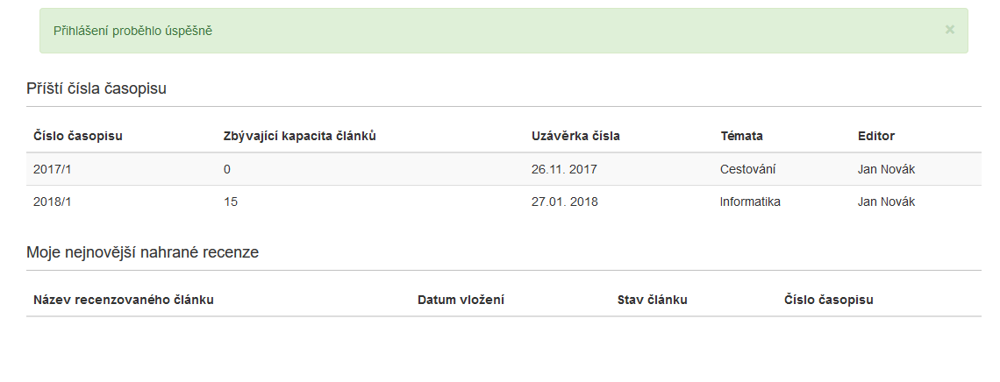 Přihlášení proběhlo úspěšně ×
Příští čísla časopisu
Číslo časopisu Zbývající kapacita článků Uzávěrka čísla Témata Editor
2017/1 0 26.11. 2017 Cestování Jan Novák
2018/1 15 27.01. 2018 Informatika Jan Novák
Moje nejnovější nahrané recenze
Název recenzovaného článku Datum vložení Stav článku Číslo časopisu